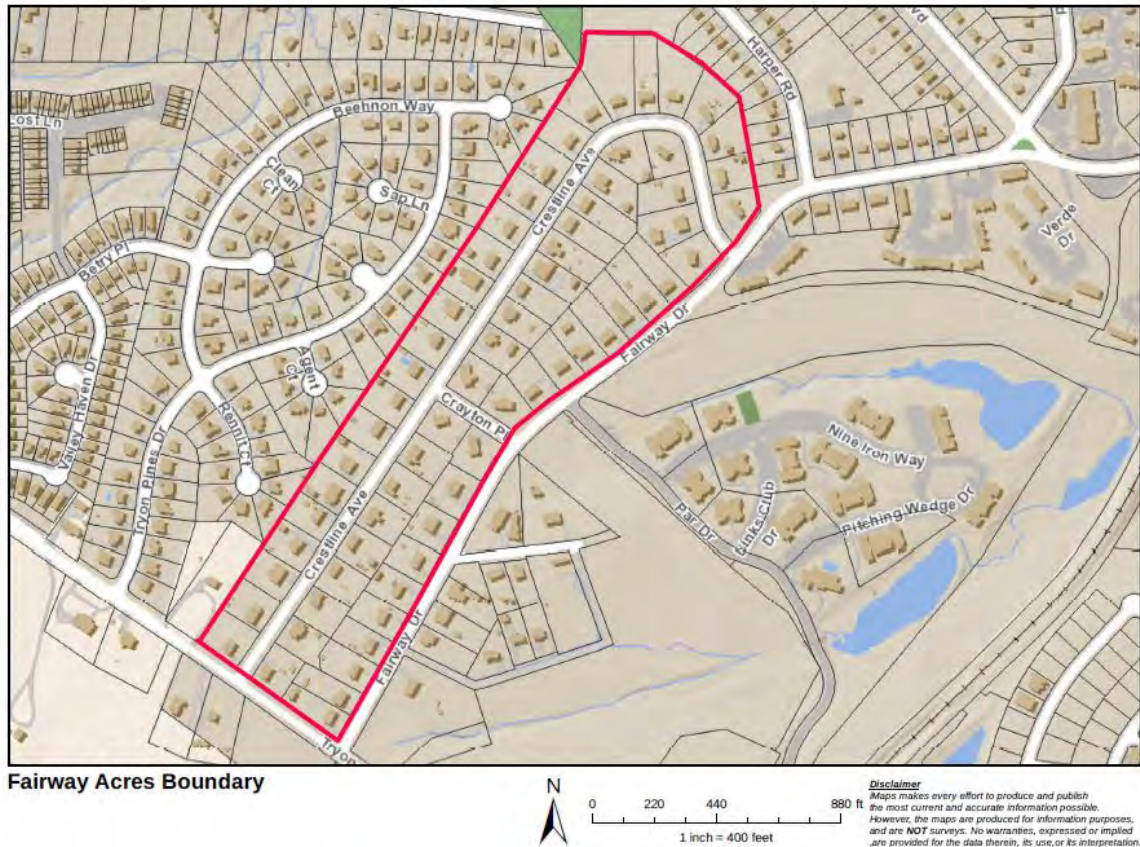 Harper Rd
vd
d
Beehnon Way
Lost Ln
Clean
Ct
Sap Ln
Crestline Ave
Verde
Dr
Betry Pl
Fairway Dr
Agent
Ct
Valley Haven Dr
Rennit Ct
Crayton Pl
Tryon Pines Dr
Nine Iron Way
Par Dr
Links Club
Dr
Pitching Wedge Dr
Crestline Ave
Fairway Dr
Tryon
Fairway Acres Boundary
N
0 220 440 880 ft
1 inch = 400 feet
Disclaimer
iMaps makes every effort to produce and publish
the most current and accurate information possible.
However, the maps are produced for information purposes,
and are NOT surveys. No warranties, expressed or implied
,are provided for the data therein, its use,or its interpretation.